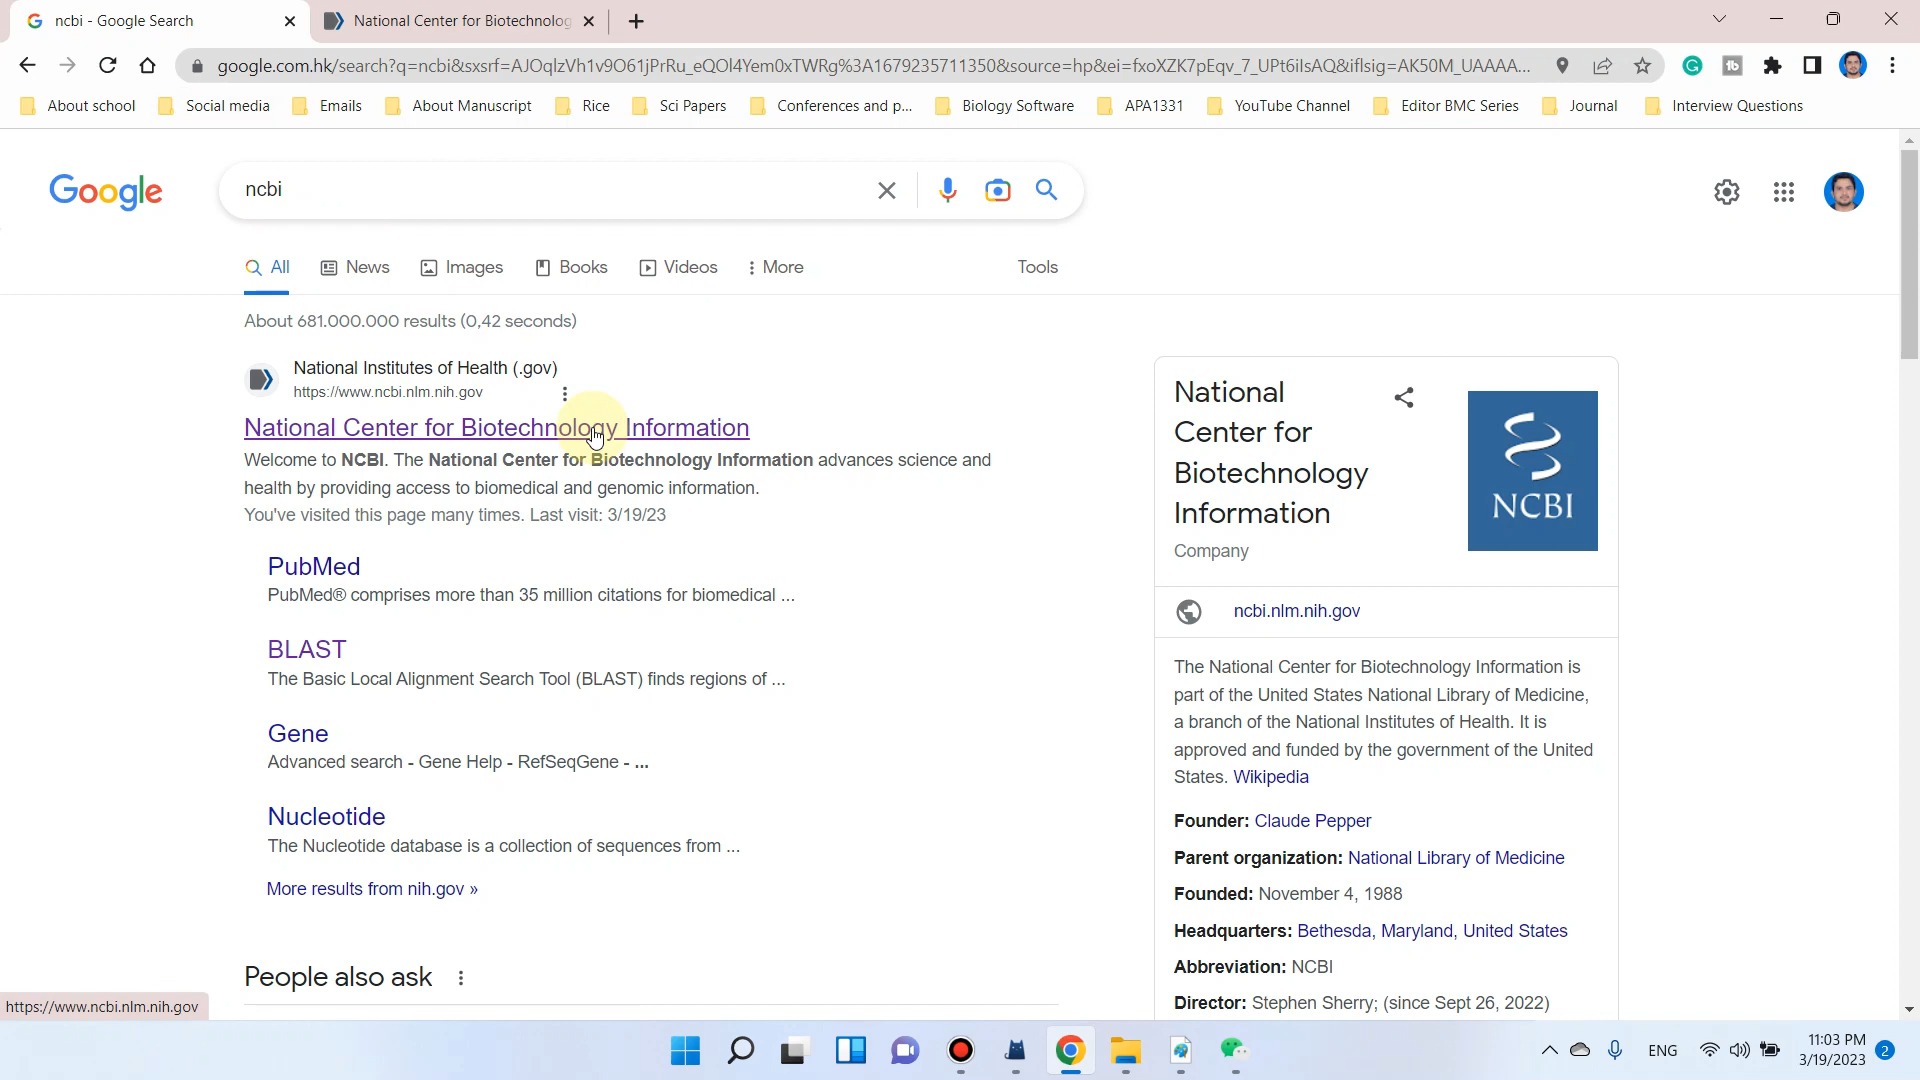 ncbi - Google Search
National Center for Biotechnolog
google.com.hk/search?q=ncbi&sxsrf=AJOqlzVh1v9O61jPrRu_eQOl4Yem0xTWRg%3A1679235711350&source=hp&ei=fxoXZK7pEqv_7_UPt6ilsAQ&iflsig=AK50M_UAAAA...
About school
Social media
Emails
About Manuscript
Rice
Sci Papers
Conferences and p...
Biology Software
APA1331
YouTube Channel
Editor BMC Series
Journal
Interview Questions
Google
ncbi
All
News
Images
Books
Videos
More
Tools
About 681.000.000 results (0,42 seconds)
National Institutes of Health (.gov)
https://www.ncbi.nlm.nih.gov
National Center for Biotechnology Information
Welcome to NCBI. The National Center for Biotechnology Information advances science and
health by providing access to biomedical and genomic information.
You've visited this page many times. Last visit: 3/19/23
PubMed
PubMed® comprises more than 35 million citations for biomedical ...
BLAST
The Basic Local Alignment Search Tool (BLAST) finds regions of ...
Gene
Advanced search - Gene Help - RefSeqGene - ...
Nucleotide
The Nucleotide database is a collection of sequences from ...
More results from nih.gov »
People also ask
National
Center for
Biotechnology
Information
Company
NCBI
ncbi.nlm.nih.gov
The National Center for Biotechnology Information is
part of the United States National Library of Medicine,
a branch of the National Institutes of Health. It is
approved and funded by the government of the United
States. Wikipedia
Founder: Claude Pepper
Parent organization: National Library of Medicine
Founded: November 4, 1988
Headquarters: Bethesda, Maryland, United States
Abbreviation: NCBI
Director: Stephen Sherry; (since Sept 26, 2022)
https://www.ncbi.nlm.nih.gov
ENG
11:03 PM
3/19/2023
2